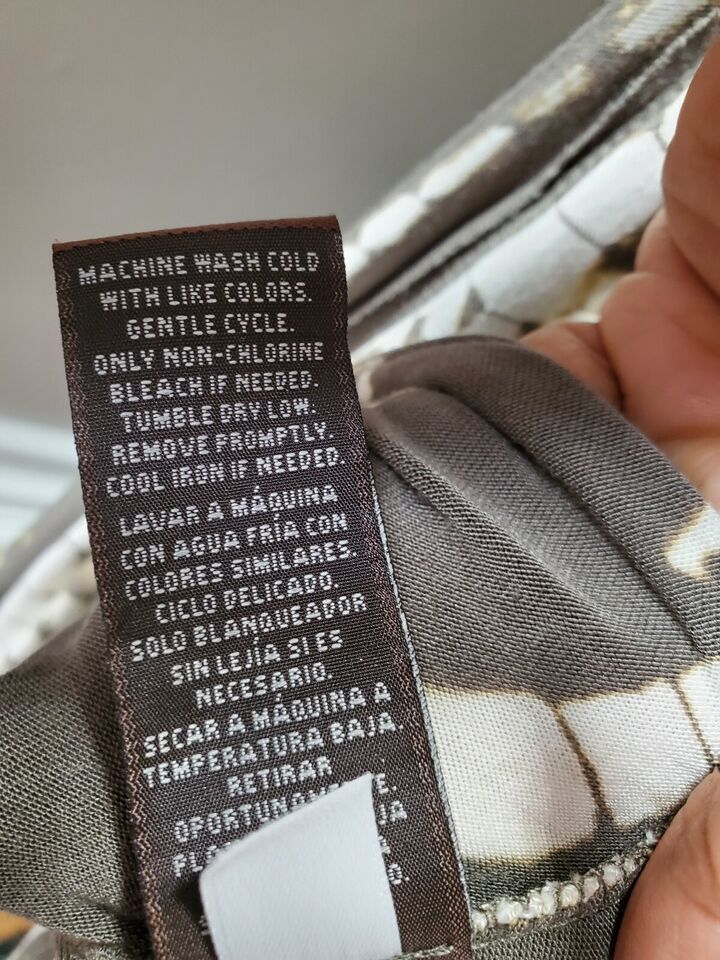 MACHINE WASH COLD
WITH LIKE COLORS.
GENTLE CYCLE.
ONLY NON-CHLORINE
BLEACH IF NEEDED.
TUMBLE DRY LOW.
REMOVE PROMPTLY.
COOL IRON IF NEEDED.
LAVAR A MÁQUINA
CON AGUA FRÍA CON
COLORES SIMILARES.
CICLO DELICADO.
SOLO BLANQUEADOR
SIN LEJÍA SI ES
NECESARIO.
SECAR A MÁQUINA A
TEMPERATURA BAJA.
RETIRAR